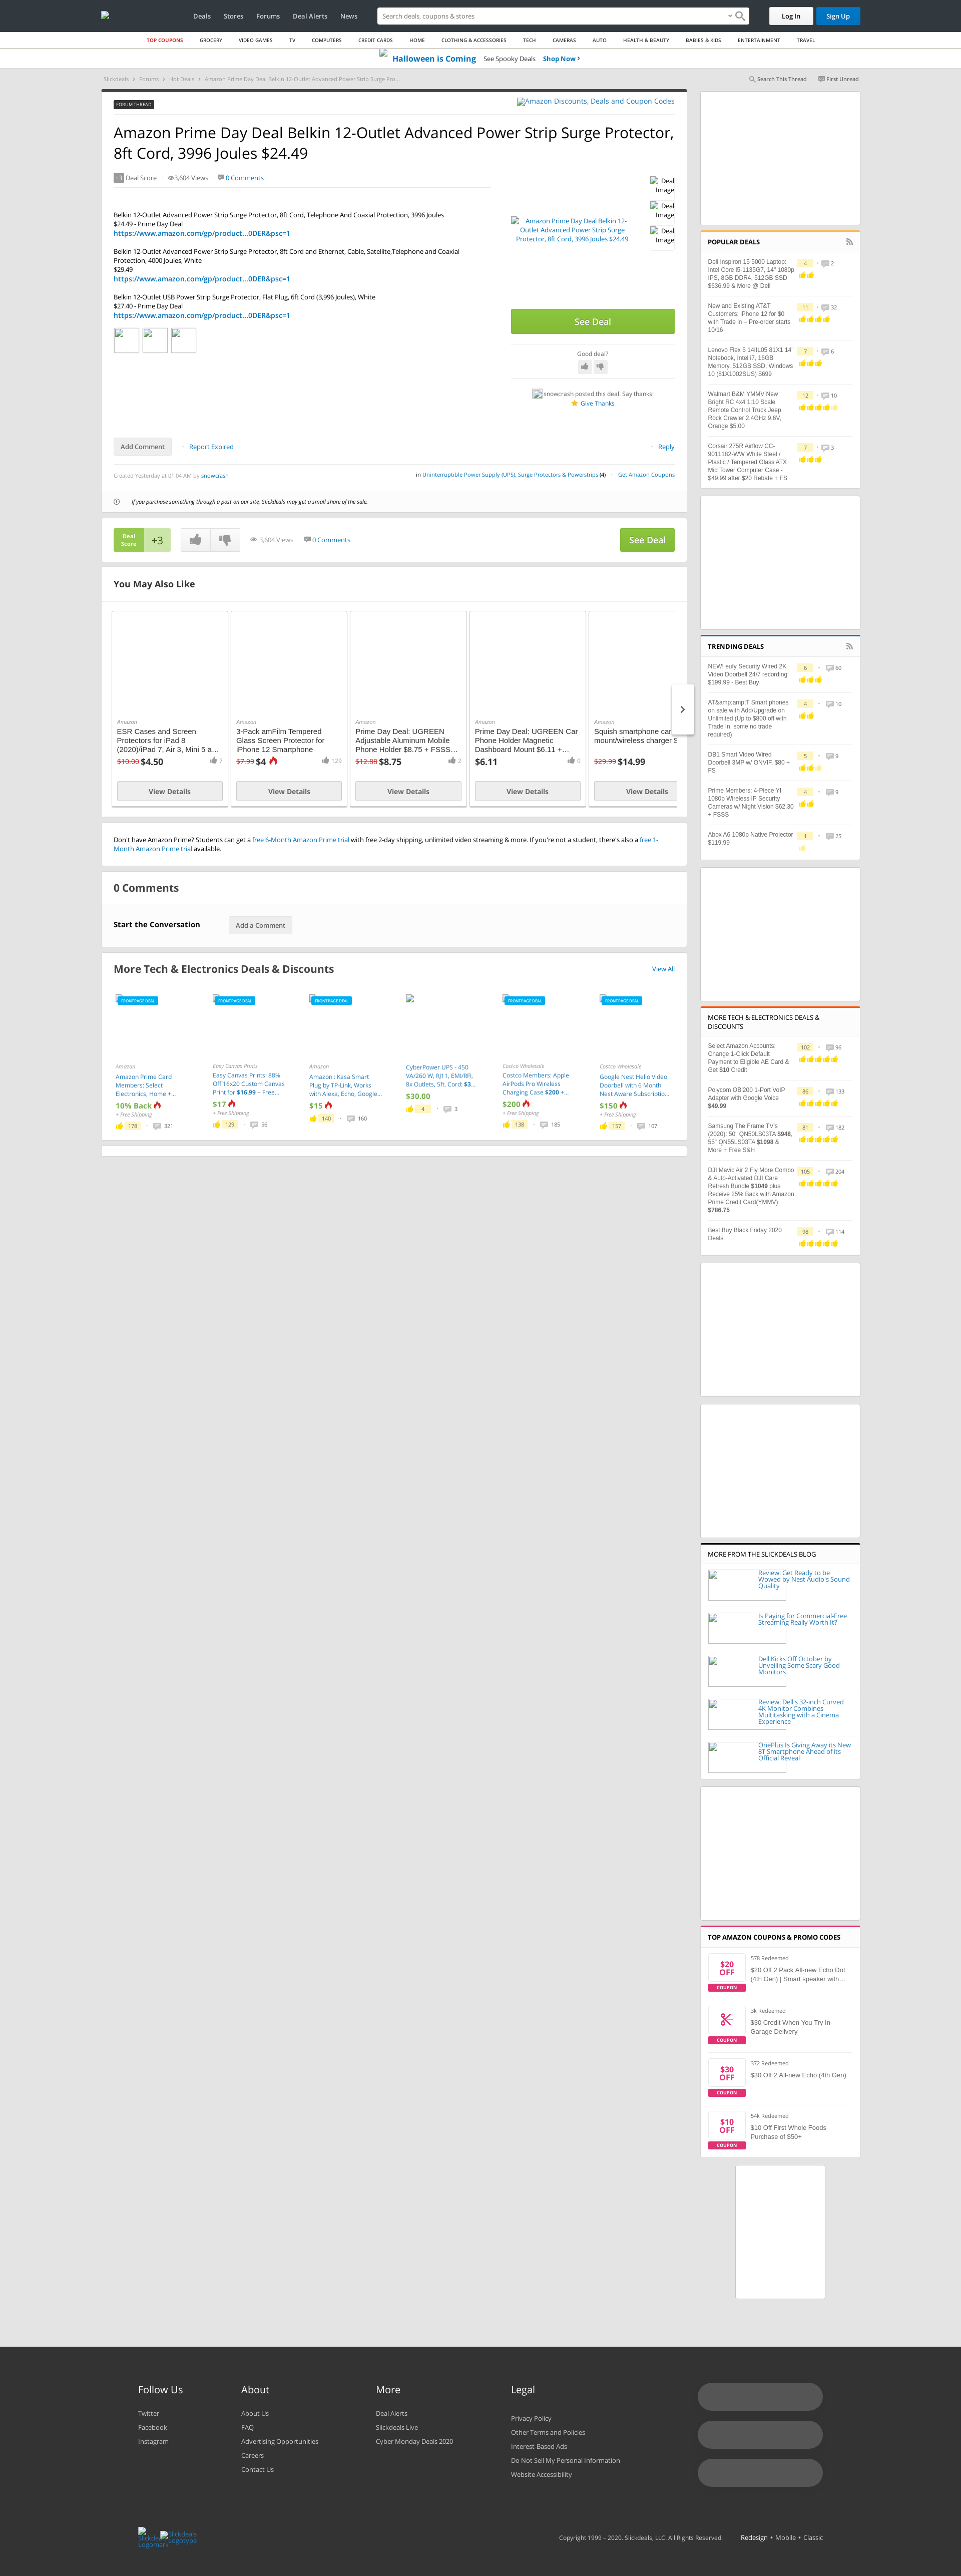 Deals
Stores
Forums
Deal Alerts
News
Search deals, coupons & stores
Log In
Sign Up
TOP COUPONS
GROCERY
VIDEO GAMES
TV
COMPUTERS
CREDIT CARDS
HOME
CLOTHING & ACCESSORIES
TECH
CAMERAS
AUTO
HEALTH & BEAUTY
BABIES & KIDS
ENTERTAINMENT
TRAVEL
Halloween is Coming
See Spooky Deals
Shop Now
Slickdeals › Forums › Hot Deals › Amazon Prime Day Deal Belkin 12-Outlet Advanced Power Strip Surge Pro...
Search This Thread
First Unread
FORUM THREAD
Amazon Discounts, Deals and Coupon Codes
Amazon Prime Day Deal Belkin 12-Outlet Advanced Power Strip Surge Protector,
8ft Cord, 3996 Joules $24.49
+3 Deal Score
3,604 Views
0 Comments
Belkin 12-Outlet Advanced Power Strip Surge Protector, 8ft Cord, Telephone And Coaxial Protection, 3996 Joules
$24.49 - Prime Day Deal
https://www.amazon.com/gp/product...0DER&psc=1
Belkin 12-Outlet Advanced Power Strip Surge Protector, 8ft Cord and Ethernet, Cable, Satellite,Telephone and Coaxial
Protection, 4000 Joules, White
$29.49
https://www.amazon.com/gp/product...0DER&psc=1
Belkin 12-Outlet USB Power Strip Surge Protector, Flat Plug, 6ft Cord (3,996 Joules), White
$27.40 - Prime Day Deal
https://www.amazon.com/gp/product...0DER&psc=1
Amazon Prime Day Deal Belkin 12-
Outlet Advanced Power Strip Surge
Protector, 8ft Cord, 3996 Joules $24.49
Deal
Image
Deal
Image
Deal
Image
See Deal
Good deal?
snowcrash posted this deal. Say thanks!
Give Thanks
Add Comment
Report Expired
Reply
Created Yesterday at 01:04 AM by snowcrash
in Uninterruptible Power Supply (UPS), Surge Protectors & Powerstrips (4)
Get Amazon Coupons
If you purchase something through a post on our site, Slickdeals may get a small share of the sale.
Deal
Score
+3
3,604 Views
0 Comments
See Deal
You May Also Like
Amazon
ESR Cases and Screen
Protectors for iPad 8
(2020)/iPad 7, Air 3, Mini 5 a...
$10.00 $4.50
7
View Details
Amazon
3-Pack amFilm Tempered
Glass Screen Protector for
iPhone 12 Smartphone
$7.99 $4
129
View Details
Amazon
Prime Day Deal: UGREEN
Adjustable Aluminum Mobile
Phone Holder $8.75 + FSSS...
$12.88 $8.75
2
View Details
Amazon
Prime Day Deal: UGREEN Car
Phone Holder Magnetic
Dashboard Mount $6.11 +...
$6.11
0
View Details
Amazon
Squish smartphone car
mount/wireless charger $
$29.99 $14.99
View Details
Don't have Amazon Prime? Students can get a free 6-Month Amazon Prime trial with free 2-day shipping, unlimited video streaming & more. If you're not a student, there's also a free 1-
Month Amazon Prime trial available.
0 Comments
Start the Conversation
Add a Comment
More Tech & Electronics Deals & Discounts
View All
FRONTPAGE DEAL
Amazon
Amazon Prime Card
Members: Select
Electronics, Home +...
10% Back
+ Free Shipping
178
321
FRONTPAGE DEAL
Easy Canvas Prints
Easy Canvas Prints: 88%
Off 16x20 Custom Canvas
Print for $16.99 + Free...
$17
+ Free Shipping
129
56
FRONTPAGE DEAL
Amazon
Amazon : Kasa Smart
Plug by TP-Link, Works
with Alexa, Echo, Google...
$15
140
160
CyberPower UPS - 450
VA/260 W, RJ11, EMI/RFI,
8x Outlets, 5ft. Cord: $3...
$30.00
4
3
FRONTPAGE DEAL
Costco Wholesale
Costco Members: Apple
AirPods Pro Wireless
Charging Case $200 +...
$200
+ Free Shipping
138
185
FRONTPAGE DEAL
Costco Wholesale
Google Nest Hello Video
Doorbell with 6 Month
Nest Aware Subscriptio...
$150
+ Free Shipping
157
107
POPULAR DEALS
Dell Inspiron 15 5000 Laptop:
Intel Core i5-1135G7, 14" 1080p
IPS, 8GB DDR4, 512GB SSD
$636.99 & More @ Dell
4
2
New and Existing AT&T
Customers: iPhone 12 for $0
with Trade in – Pre-order starts
10/16
11
32
Lenovo Flex 5 14IIL05 81X1 14"
Notebook, Intel i7, 16GB
Memory, 512GB SSD, Windows
10 (81X1002SUS) $699
7
6
Walmart B&M YMMV New
Bright RC 4x4 1:10 Scale
Remote Control Truck Jeep
Rock Crawler 2.4GHz 9.6V,
Orange $5.00
12
10
Corsair 275R Airflow CC-
9011182-WW White Steel /
Plastic / Tempered Glass ATX
Mid Tower Computer Case -
$49.99 after $20 Rebate + FS
7
3
TRENDING DEALS
NEW! eufy Security Wired 2K
Video Doorbell 24/7 recording
$199.99 - Best Buy
6
60
AT&amp;amp;T Smart phones
on sale with Add/Upgrade on
Unlimited (Up to $800 off with
Trade In, some no trade
required)
4
10
DB1 Smart Video Wired
Doorbell 3MP w/ ONVIF, $80 +
FS
5
9
Prime Members: 4-Piece YI
1080p Wireless IP Security
Cameras w/ Night Vision $62.30
+ FSSS
4
9
Abox A6 1080p Native Projector
$119.99
1
25
MORE TECH & ELECTRONICS DEALS &
DISCOUNTS
Select Amazon Accounts:
Change 1-Click Default
Payment to Eligible AE Card &
Get $10 Credit
102
96
Polycom OBi200 1-Port VoIP
Adapter with Google Voice
$49.99
86
133
Samsung The Frame TV's
(2020): 50" QN50LS03TA $948,
55" QN55LS03TA $1098 &
More + Free S&H
81
182
DJI Mavic Air 2 Fly More Combo
& Auto-Activated DJI Care
Refresh Bundle $1049 plus
Receive 25% Back with Amazon
Prime Credit Card(YMMV)
$786.75
105
204
Best Buy Black Friday 2020
Deals
98
114
MORE FROM THE SLICKDEALS BLOG
Review: Get Ready to be
Wowed by Nest Audio's Sound
Quality
Is Paying for Commercial-Free
Streaming Really Worth It?
Dell Kicks Off October by
Unveiling Some Scary Good
Monitors
Review: Dell's 32-inch Curved
4K Monitor Combines
Multitasking with a Cinema
Experience
OnePlus Is Giving Away its New
8T Smartphone Ahead of its
Official Reveal
TOP AMAZON COUPONS & PROMO CODES
$20
OFF
COUPON
578 Redeemed
$20 Off 2 Pack All-new Echo Dot
(4th Gen) | Smart speaker with...
COUPON
3k Redeemed
$30 Credit When You Try In-
Garage Delivery
$30
OFF
COUPON
372 Redeemed
$30 Off 2 All-new Echo (4th Gen)
$10
OFF
COUPON
54k Redeemed
$10 Off First Whole Foods
Purchase of $50+
Follow Us
Twitter
Facebook
Instagram
About
About Us
FAQ
Advertising Opportunities
Careers
Contact Us
More
Deal Alerts
Slickdeals Live
Cyber Monday Deals 2020
Legal
Privacy Policy
Other Terms and Policies
Interest-Based Ads
Do Not Sell My Personal Information
Website Accessibility
Slickdeals
Logomark
Slickdeals
Logotype
Copyright 1999 – 2020. Slickdeals, LLC. All Rights Reserved.
Redesign • Mobile • Classic